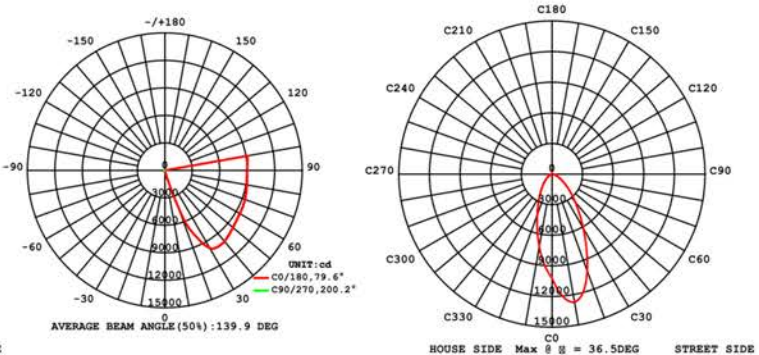 -/+180
-150 150
-120 120
-90 90
-60 60
-30 30
0
0
3000
6000
9000
12000
15000
UNIT:cd
C0/180,79.6°
C90/270,200.2°
AVERAGE BEAM ANGLE(50%):139.9 DEG
C180
C210 C150
C240 C120
C270 C90
C300 C60
C330 C30
C0
0
3000
6000
9000
12000
15000
HOUSE SIDE Max @ = 36.5DEG STREET SIDE